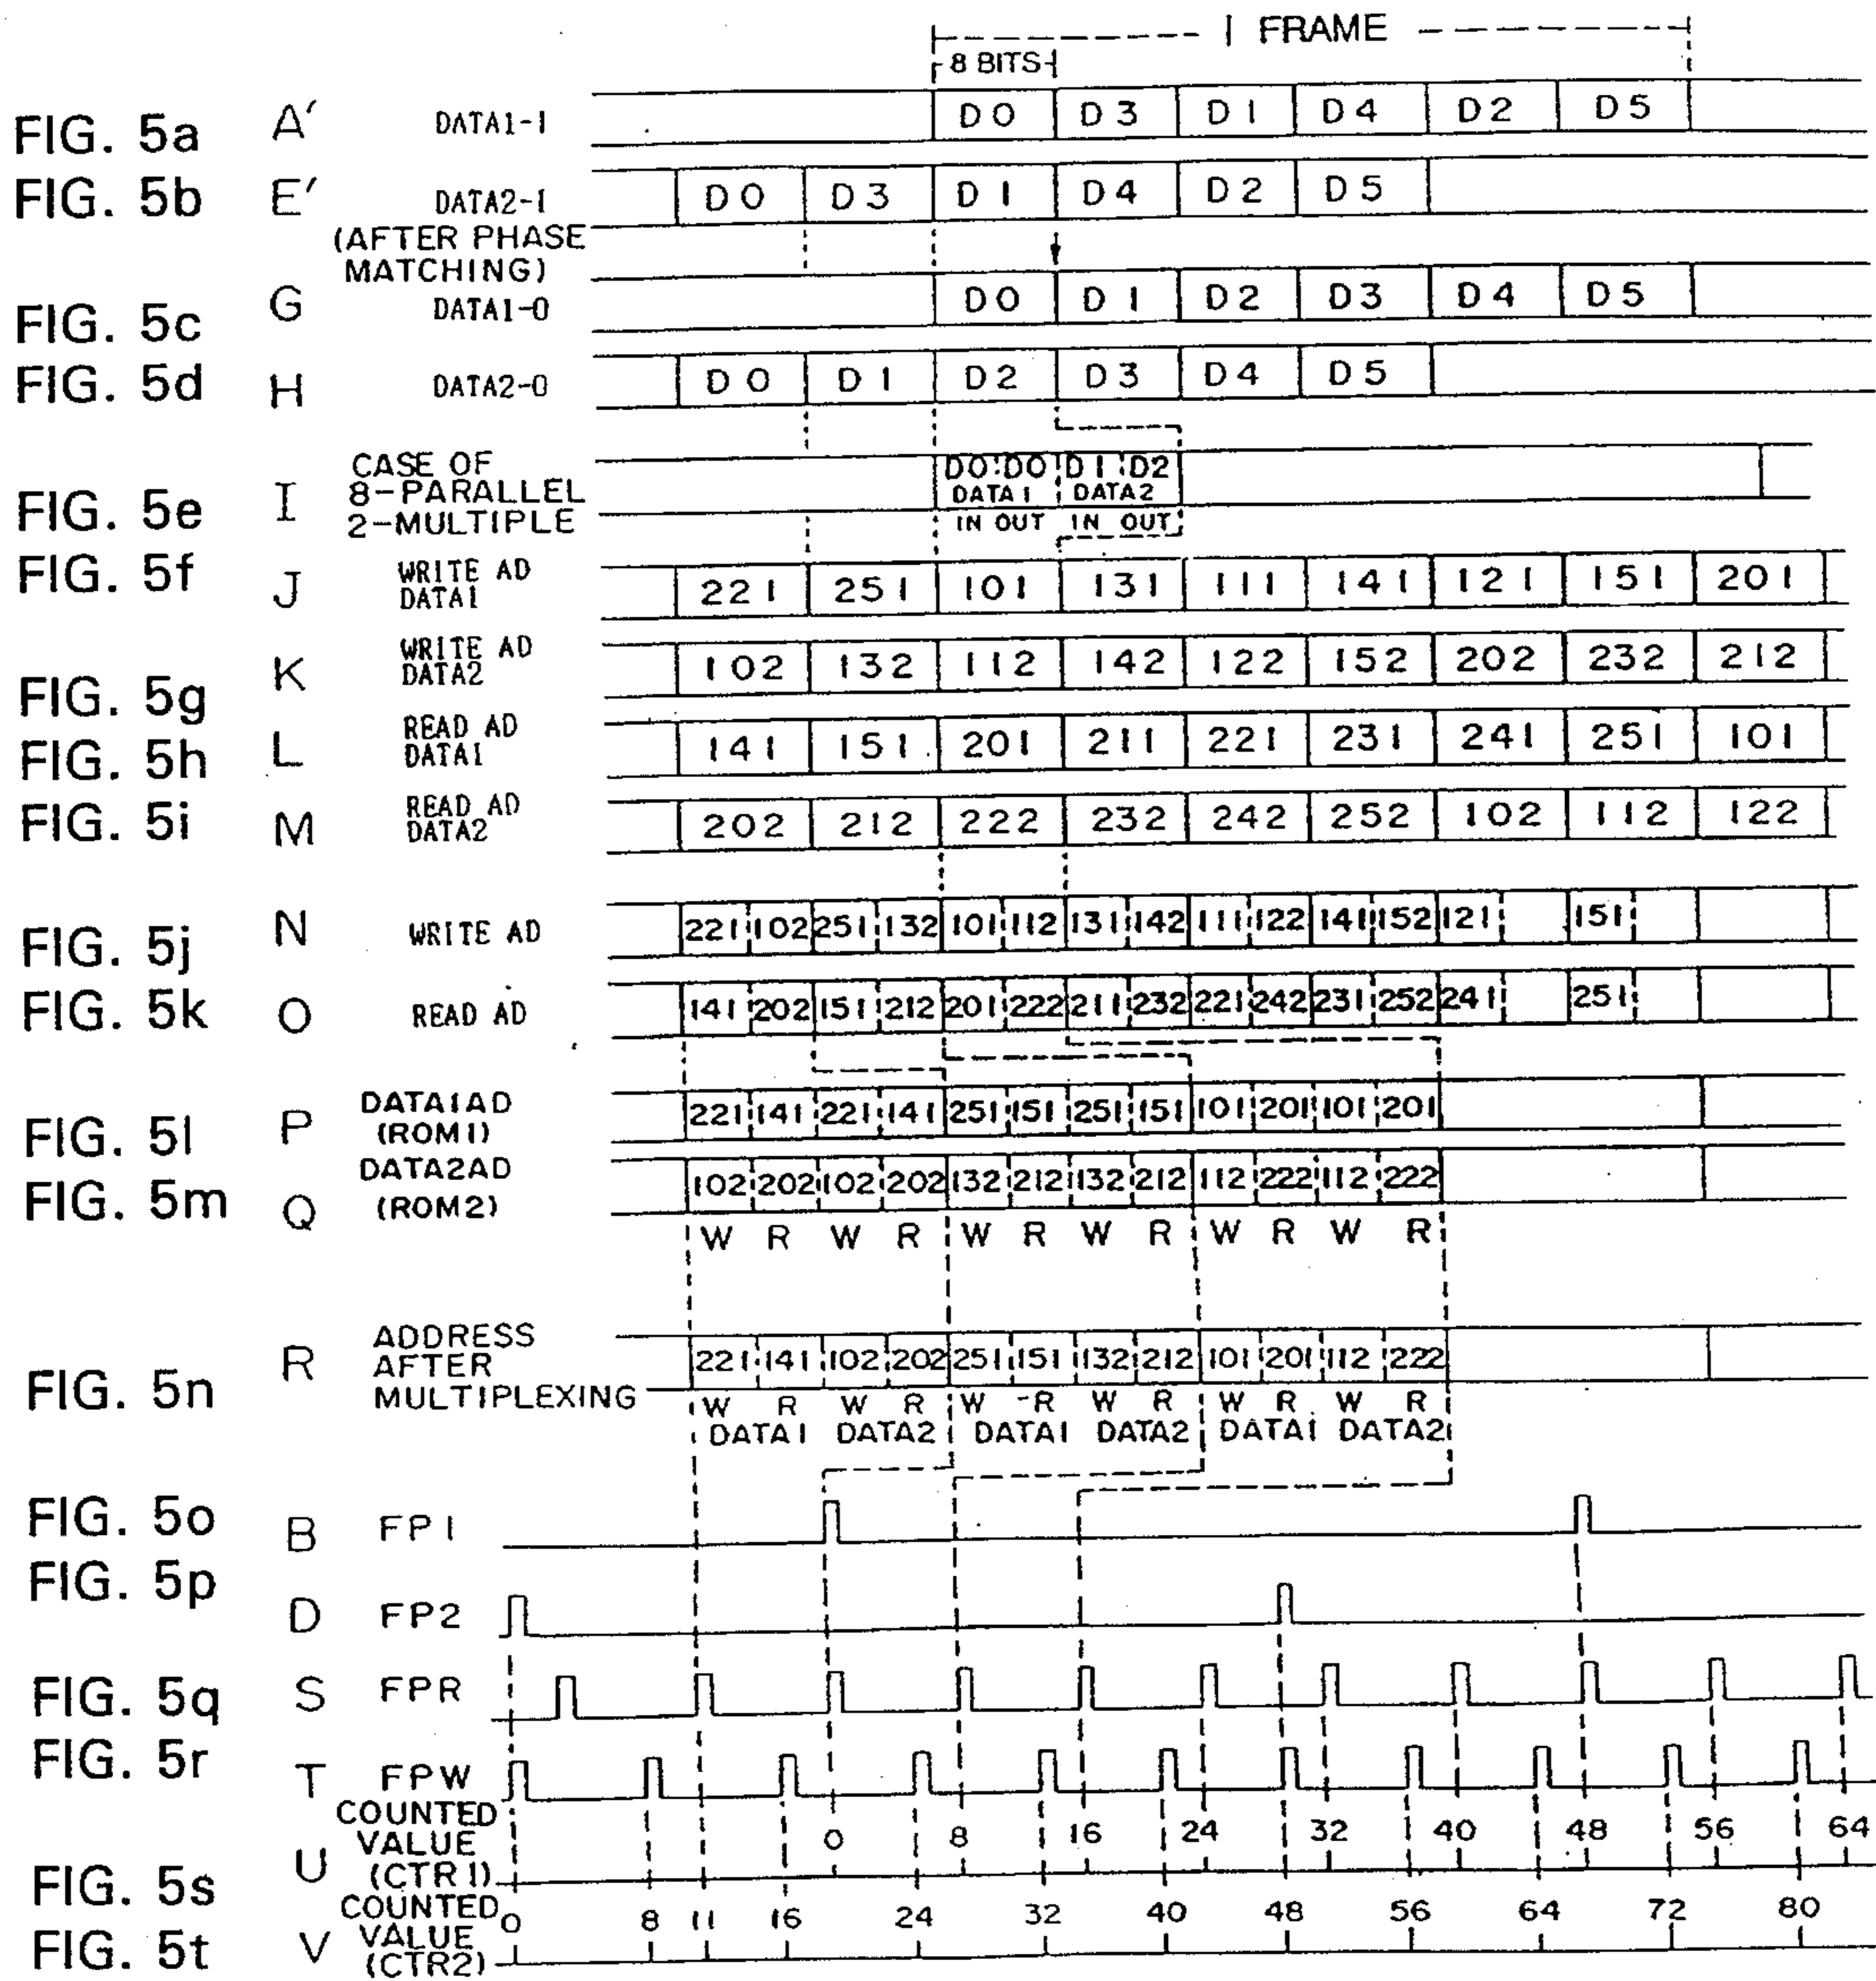 1 FRAME
8 BITS
FIG. 5a A' DATA1-1 D0 D3 D1 D4 D2 D5
FIG. 5b E' DATA2-1 D0 D3 D1 D4 D2 D5
(AFTER PHASE
MATCHING)
FIG. 5c G DATA1-0 D0 D1 D2 D3 D4 D5
FIG. 5d H DATA2-0 D0 D1 D2 D3 D4 D5
FIG. 5e I CASE OF
8-PARALLEL
2-MULTIPLE
D0 D0 D1 D2
DATA1 DATA2
IN OUT IN OUT
FIG. 5f J WRITE AD
DATA1
221 251 101 131 111 141 121 151 201
FIG. 5g K WRITE AD
DATA2
102 132 112 142 122 152 202 232 212
FIG. 5h L READ AD
DATA1
141 151 201 211 221 231 241 251 101
FIG. 5i M READ AD
DATA2
202 212 222 232 242 252 102 112 122
FIG. 5j N WRITE AD 221 102 251 132 101 112 131 142 111 122 141 152 121 151
FIG. 5k O READ AD 141 202 151 212 201 222 211 232 221 242 231 252 241 251
FIG. 5l P DATA1AD
(ROM1)
221 141 221 141 251 151 251 151 101 201 101 201
FIG. 5m Q DATA2AD
(ROM2)
102 202 102 202 132 212 132 212 112 222 112 222
W R W R W R W R W R W R
FIG. 5n R ADDRESS
AFTER
MULTIPLEXING
221 141 102 202 251 151 132 212 101 201 112 222
W R W R W R W R W R W R
DATA1 DATA2 DATA1 DATA2 DATA1 DATA2
FIG. 5o B FP1
FIG. 5p D FP2
FIG. 5q S FPR
FIG. 5r T FPW
FIG. 5s U COUNTED
VALUE
(CTR1)
0 8 16 24 32 40 48 56 64
FIG. 5t V COUNTED
VALUE
(CTR2)
0 8 11 16 24 32 40 48 56 64 72 80